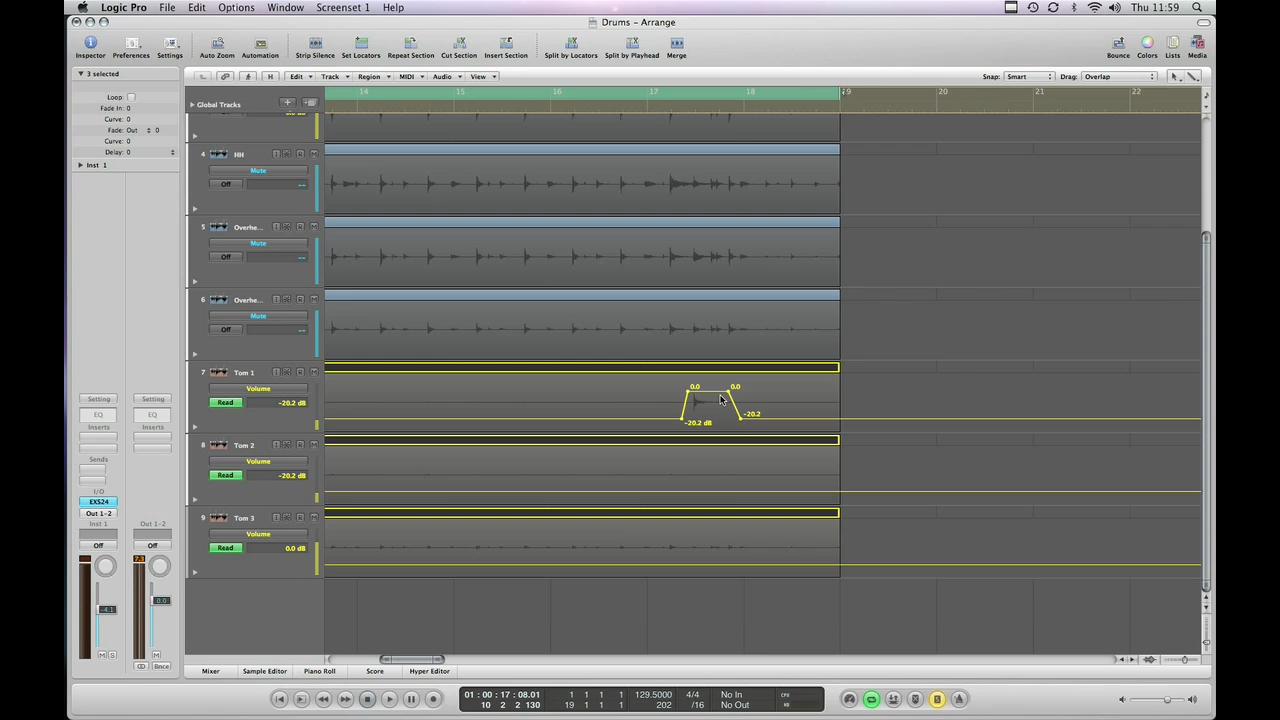 Logic Pro File Edit Options Window Screenset 1 Help Thu 11:59
Drums - Arrange
Inspector Preferences Settings Auto Zoom Automation Strip Silence Set Locators Repeat Section Cut Section Insert Section Split by Locators Split by Playhead Merge Bounce Colors Lists Media
3 selected
H Edit Track Region MIDI Audio View Snap: Smart Drag: Overlap
Loop:
Fade In: 0
Curve: 0
Fade: Out 0
Curve: 0
Delay: 0
Inst 1
Global Tracks
14 15 16 17 18 19 20 21 22
4 HH I R M
Mute
Off --
5 Overhe... I R M
Mute
Off --
6 Overhe... I R M
Mute
Off --
7 Tom 1 I R M
Volume
Read -20.2 dB
0.0 0.0
-20.2 dB -20.2
8 Tom 2 I R M
Volume
Read -20.2 dB
9 Tom 3 I R M
Volume
Read 0.0 dB
Setting Setting
EQ EQ
Inserts Inserts
Sends
I/O
EXS24
Out 1-2
Inst 1 Out 1-2
Off Off
-4.1 0.0
M S M
Bnce
Mixer Sample Editor Piano Roll Score Hyper Editor
01:00:17:08.01 1 1 1 1 129.5000 4/4 No In CPU
10 2 2 130 19 1 1 1 202 /16 No Out HD